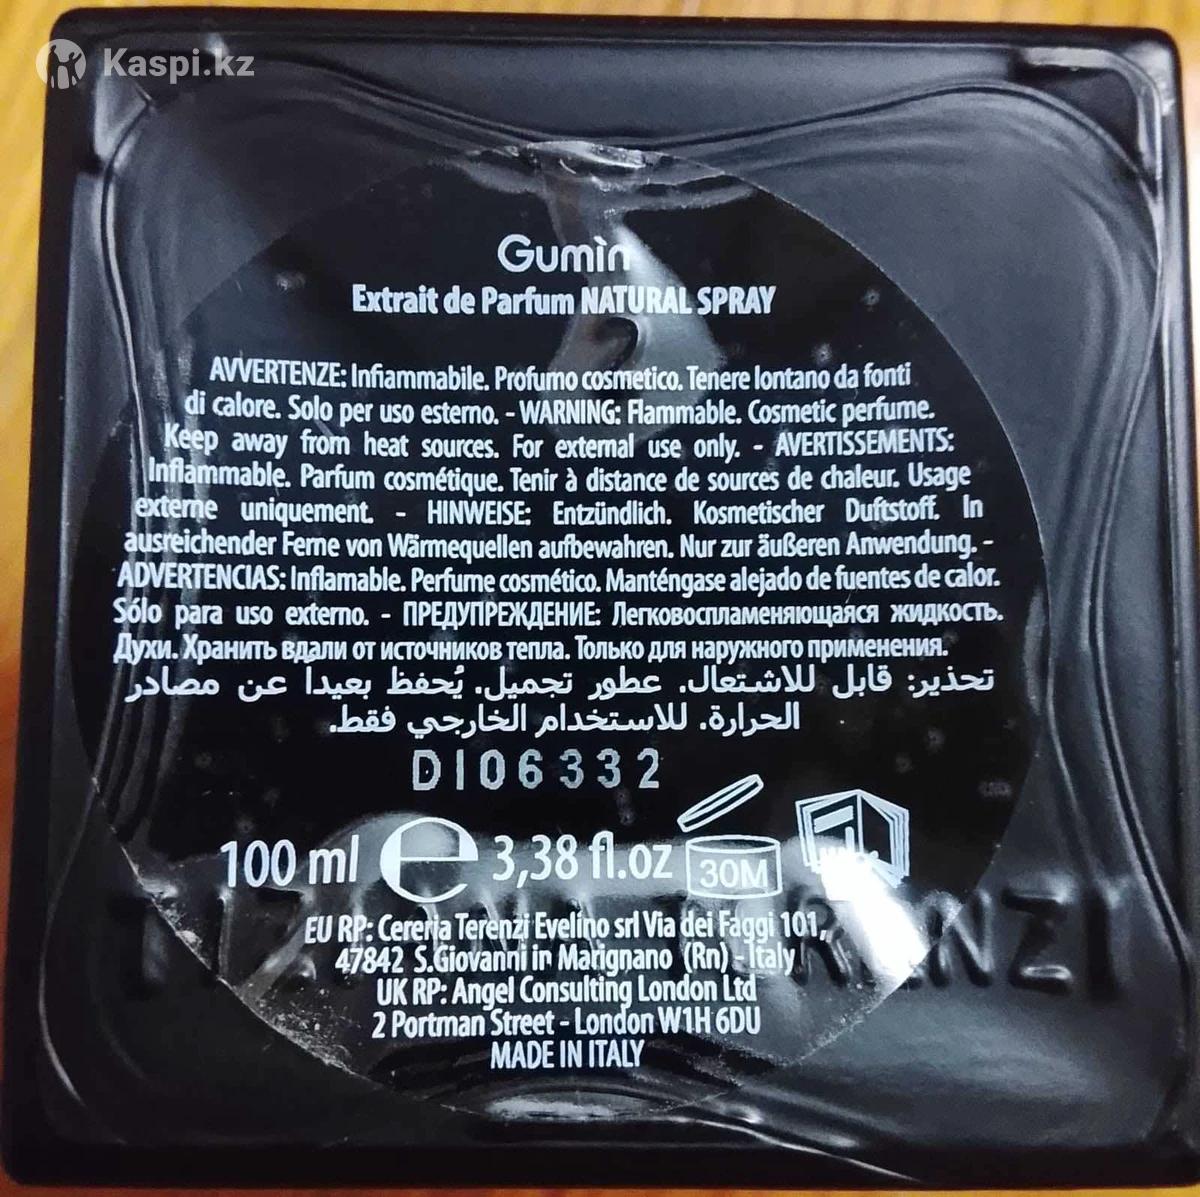 Kaspi.kz
Gumìn
Extrait de Parfum NATURAL SPRAY
AVVERTENZE: Infiammabile. Profumo cosmetico. Tenere lontano da fonti
di calore. Solo per uso esterno. - WARNING: Flammable. Cosmetic perfume.
Keep away from heat sources. For external use only. - AVERTISSEMENTS:
Inflammable. Parfum cosmétique. Tenir à distance de sources de chaleur. Usage
externe uniquement. - HINWEISE: Entzündlich. Kosmetischer Duftstoff. In
ausreichender Ferne von Wärmequellen aufbewahren. Nur zur äußeren Anwendung. -
ADVERTENCIAS: Inflamable. Perfume cosmético. Manténgase alejado de fuentes de calor.
Sólo para uso externo. - ПРЕДУПРЕЖДЕНИЕ: Легковоспламеняющаяся жидкость.
Духи. Хранить вдали от источников тепла. Только для наружного применения.
تحذير: قابل للاشتعال. عطور تجميل. يُحفظ بعيداً عن مصادر
الحرارة. للاستخدام الخارجي فقط.
DI06332
100 ml e 3,38 fl.oz 30M
TIZIANA TERENZI
EU RP: Cereria Terenzi Evelino srl Via dei Faggi 101,
47842 S.Giovanni in Marignano (Rn) - Italy
UK RP: Angel Consulting London Ltd
2 Portman Street - London W1H 6DU
MADE IN ITALY